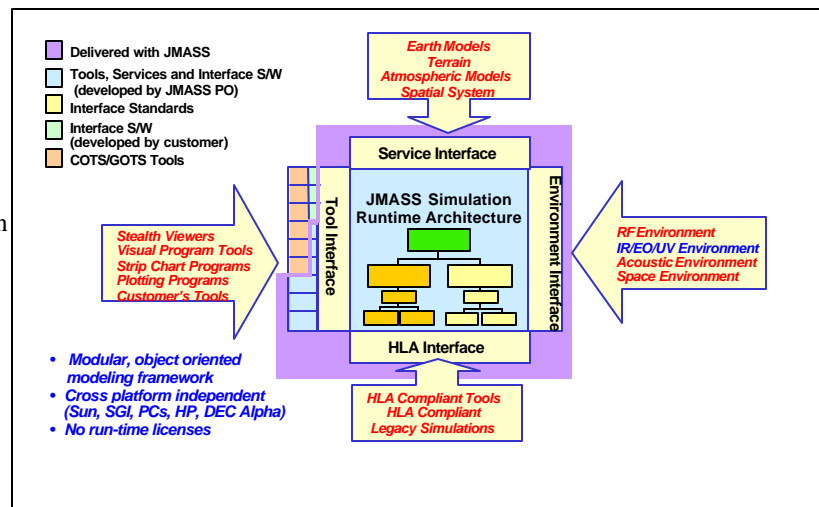 Delivered with JMASS
Tools, Services and Interface S/W
(developed by JMASS PO)
Interface Standards
Interface S/W
(developed by customer)
COTS/GOTS Tools
Earth Models
Terrain
Atmospheric Models
Spatial System
Service Interface
Tool Interface
JMASS Simulation
Runtime Architecture
Environment Interface
HLA Interface
n
Stealth Viewers
Visual Program Tools
Strip Chart Programs
Plotting Programs
Customer's Tools
RF Environment
IR/EO/UV Environment
Acoustic Environment
Space Environment
• Modular, object oriented
modeling framework
• Cross platform independent
(Sun, SGI, PCs, HP, DEC Alpha)
• No run-time licenses
HLA Compliant Tools
HLA Compliant
Legacy Simulations